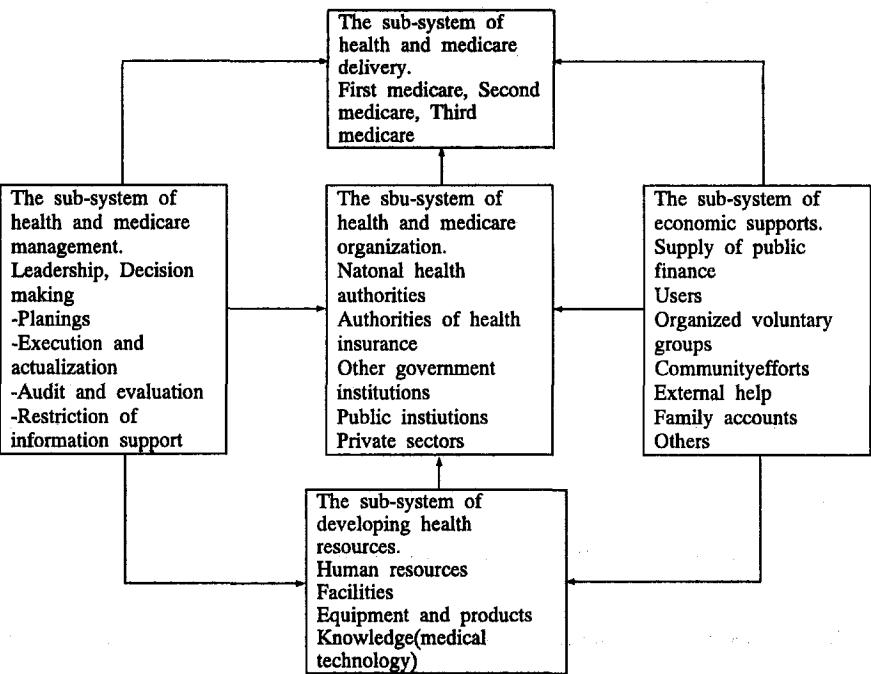 The sub-system of
health and medicare
delivery.
First medicare, Second
medicare, Third
medicare
The sub-system of
health and medicare
management.
Leadership, Decision
making
-Planings
-Execution and
actualization
-Audit and evaluation
-Restriction of
information support
The sbu-system of
health and medicare
organization.
Natonal health
authorities
Authorities of health
insurance
Other government
institutions
Public instiutions
Private sectors
The sub-system of
economic supports.
Supply of public
finance
Users
Organized voluntary
groups
Communityefforts
External help
Family accounts
Others
The sub-system of
developing health
resources.
Human resources
Facilities
Equipment and products
Knowledge(medical
technology)